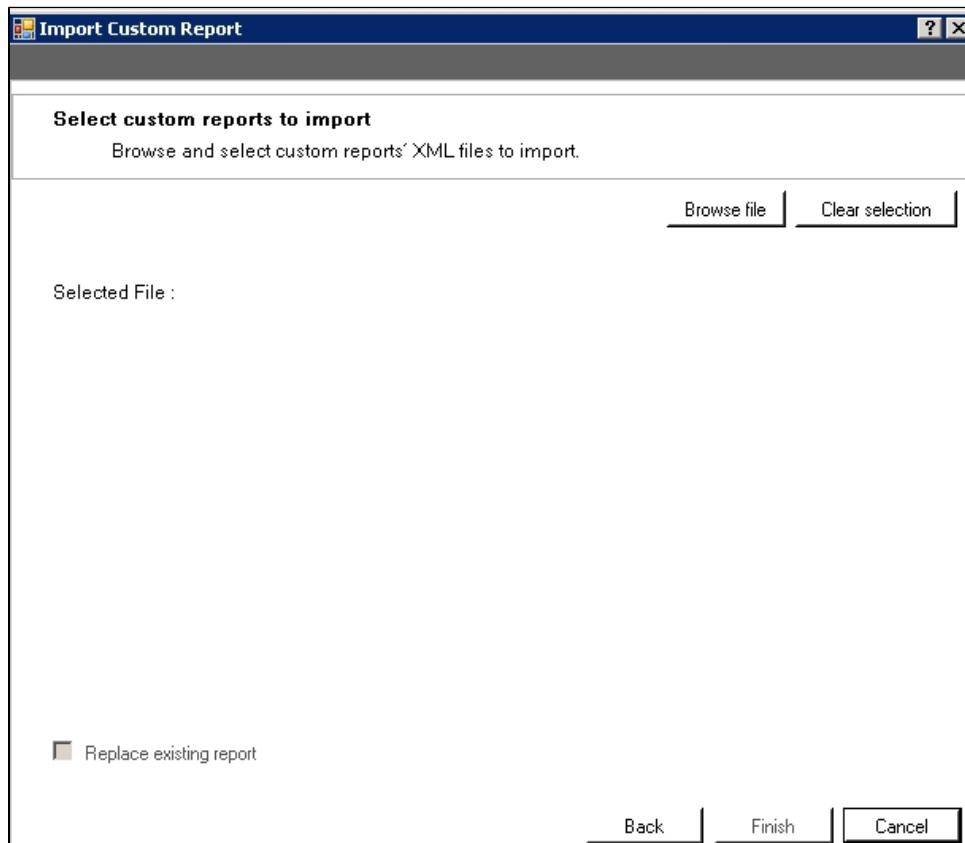 Import Custom Report
Select custom reports to import
Browse and select custom reports´ XML files to import.
Browse file Clear selection
Selected File :
Replace existing report
Back Finish Cancel